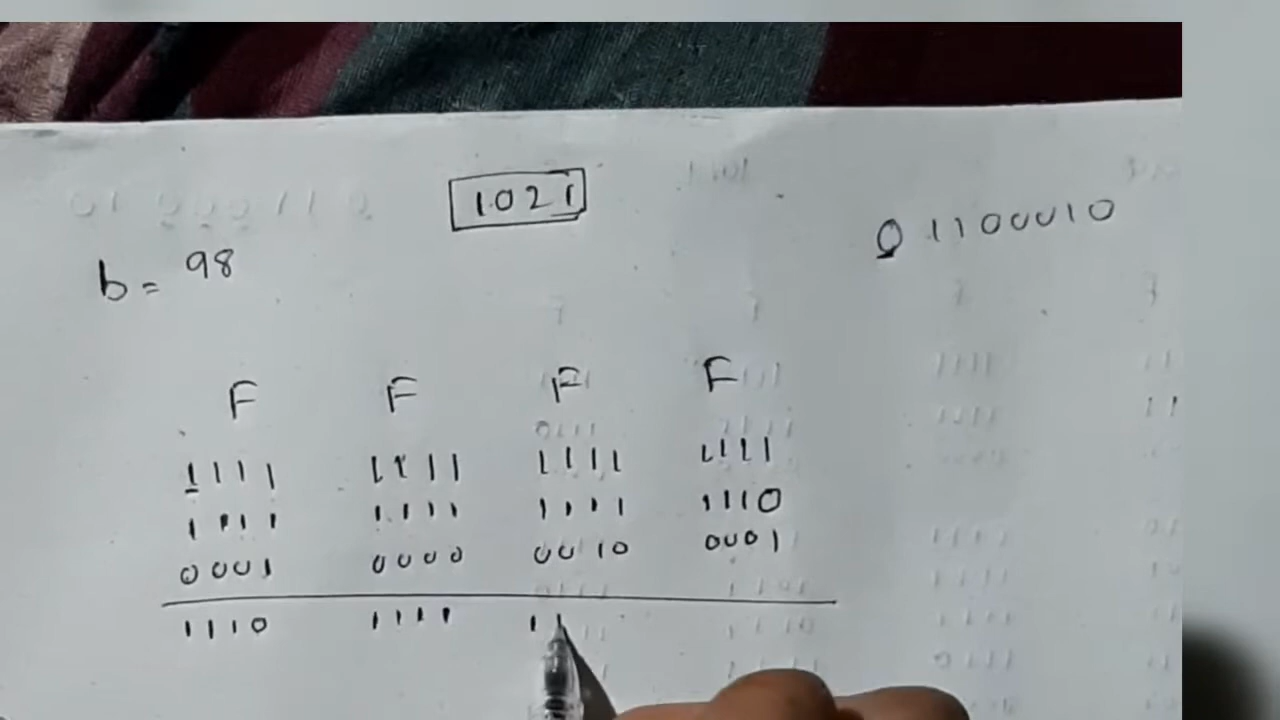 1021
01100010
b = 98
F F F F
1111 1111 1111 1111
1111 1111 1111 1110
0001 0000 0010 0001
1110 1111 11